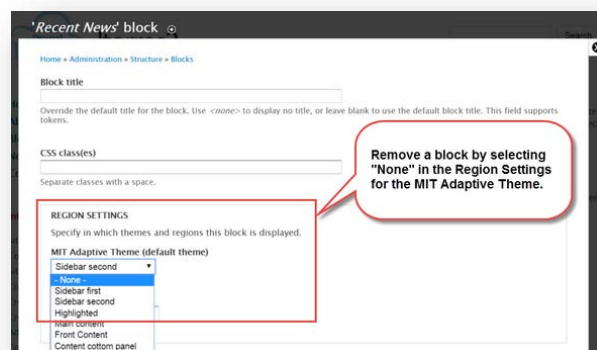 'Recent News' block
Search
Home » Administration » Structure » Blocks
Block title
Override the default title for the block. Use <none> to display no title, or leave blank to use the default block title. This field supports
tokens.
CSS class(es)
Separate classes with a space.
Remove a block by selecting
"None" in the Region Settings
for the MIT Adaptive Theme.
REGION SETTINGS
Specify in which themes and regions this block is displayed.
MIT Adaptive Theme (default theme)
Sidebar second
- None -
Sidebar first
Sidebar second
Highlighted
Main content
Front Content
Content cottom panel